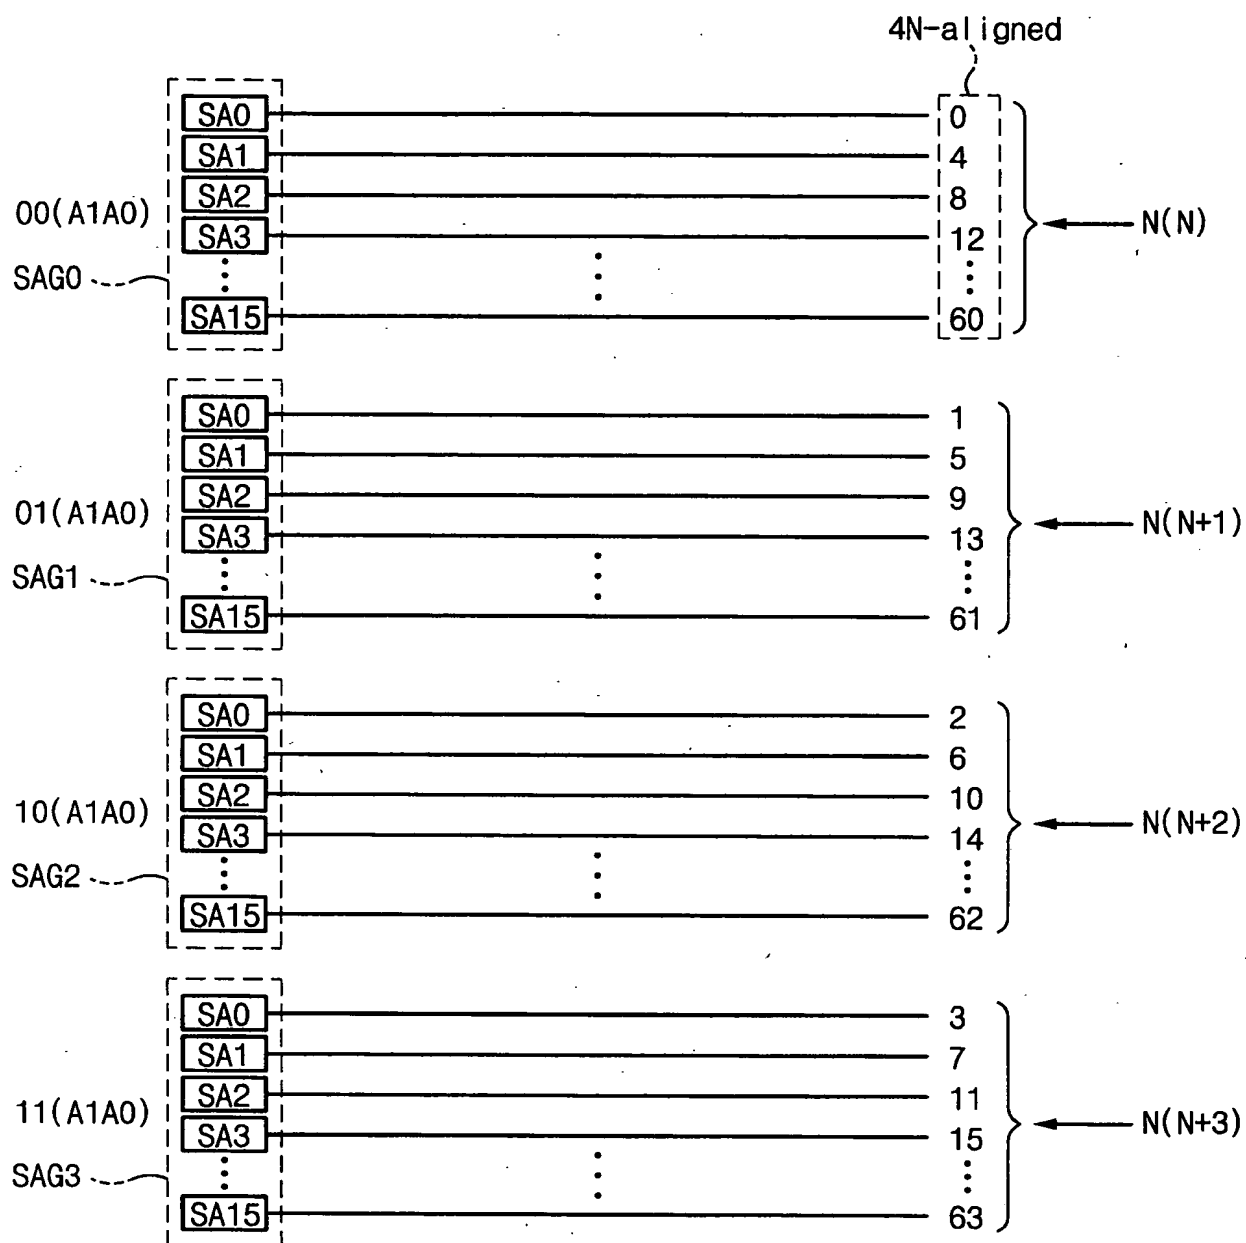 4N-aligned
SA0 0
SA1 4
SA2 8
00(A1A0) N(N)
SA3 12
SAG0
SA15 60
SA0 1
SA1 5
SA2 9
01(A1A0) N(N+1)
SA3 13
SAG1
SA15 61
SA0 2
SA1 6
SA2 10
10(A1A0) N(N+2)
SA3 14
SAG2
SA15 62
SA0 3
SA1 7
SA2 11
11(A1A0) N(N+3)
SA3 15
SAG3
SA15 63